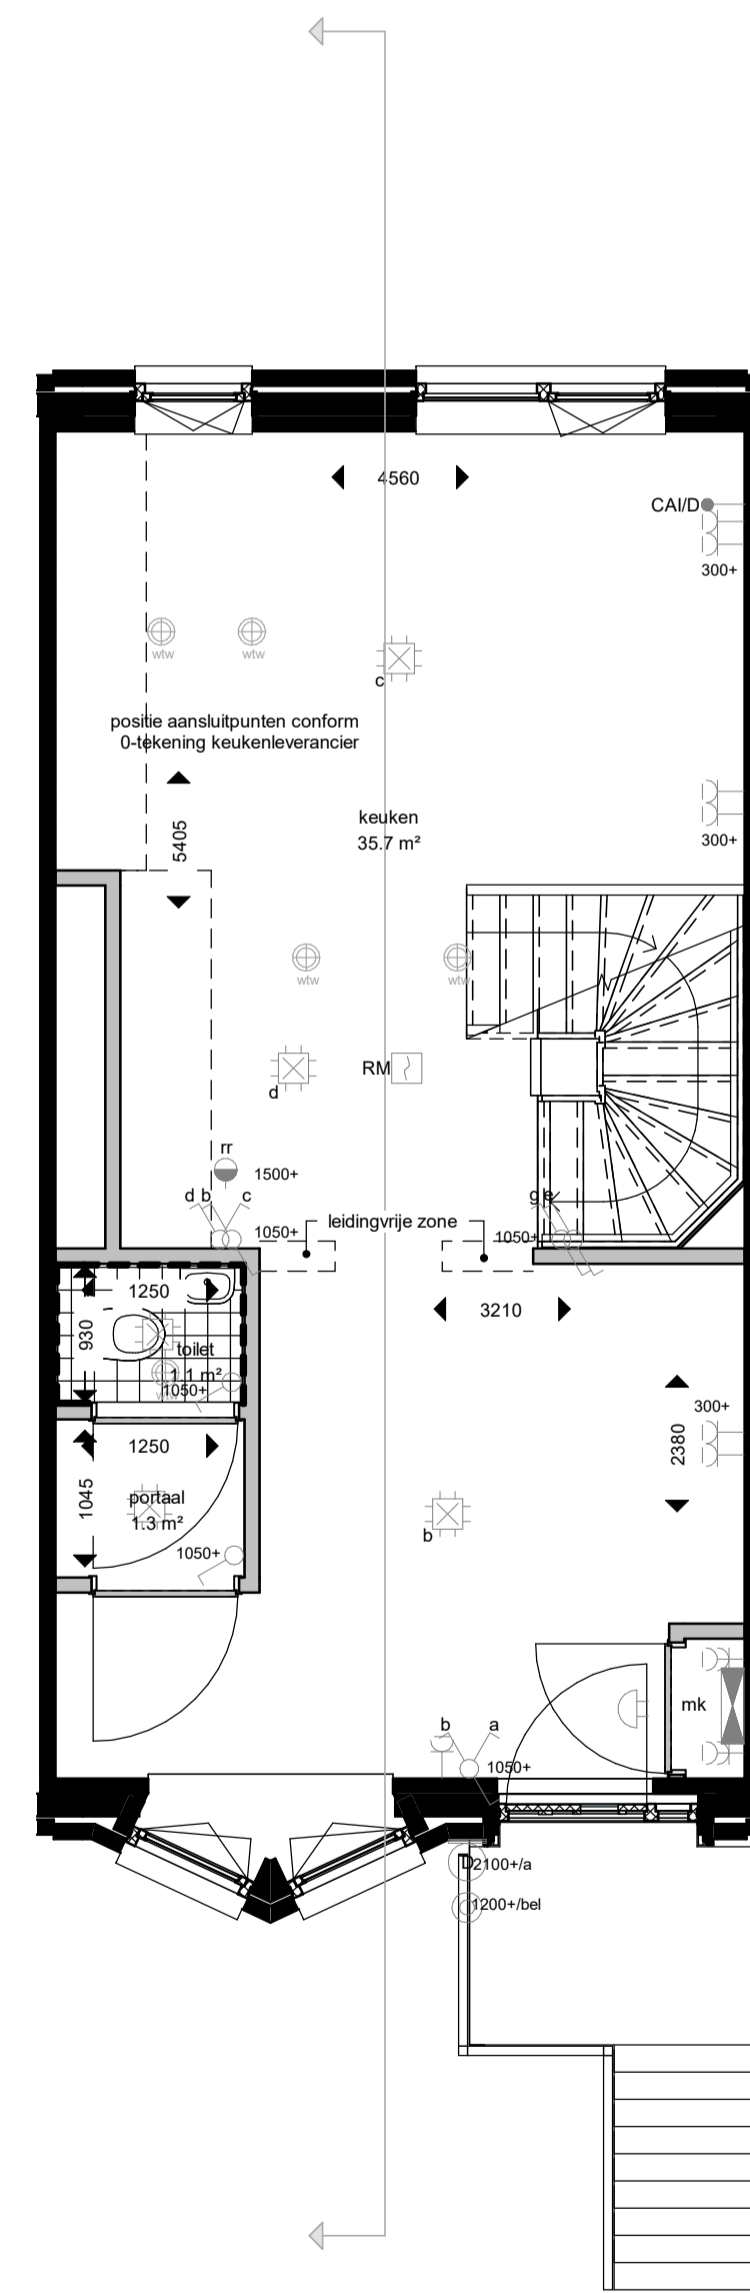 4560
CAI/D
300+
wtw
wtw
c
positie aansluitpunten conform
0-tekening keukenleverancier
5405
keuken
35.7 m²
300+
wtw
wtw
RM
d
rr
1500+
d b
c
1050+
leidingvrije zone
g e
1050+
1250
3210
930
toilet
1.1 m²
wtw
1050+
300+
2380
1250
1045
portaal
1.3 m²
b
1050+
mk
b
a
1050+
D
2100+/a
1200+/bel